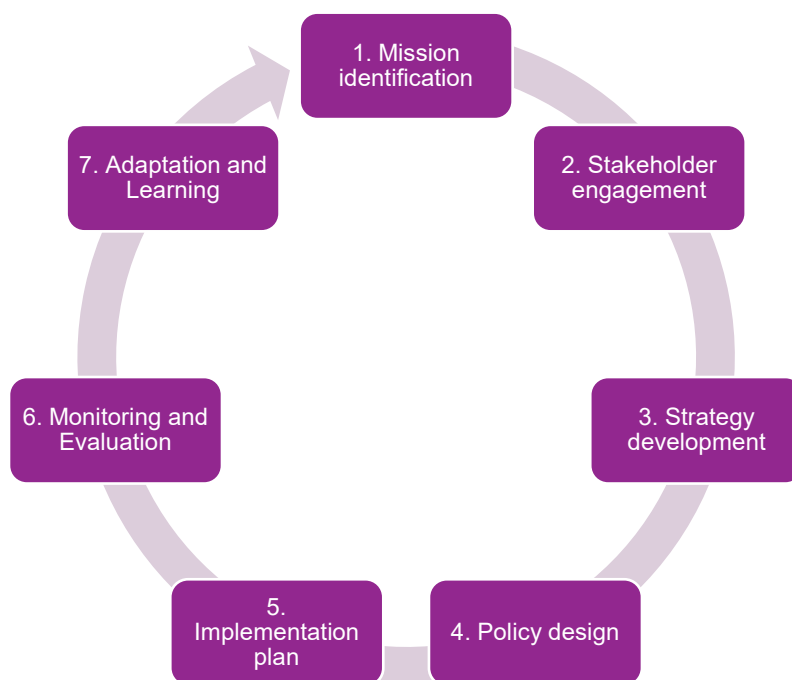 1. Mission
identification
2. Stakeholder
engagement
3. Strategy
development
4. Policy design
5.
Implementation
plan
6. Monitoring and
Evaluation
7. Adaptation and
Learning